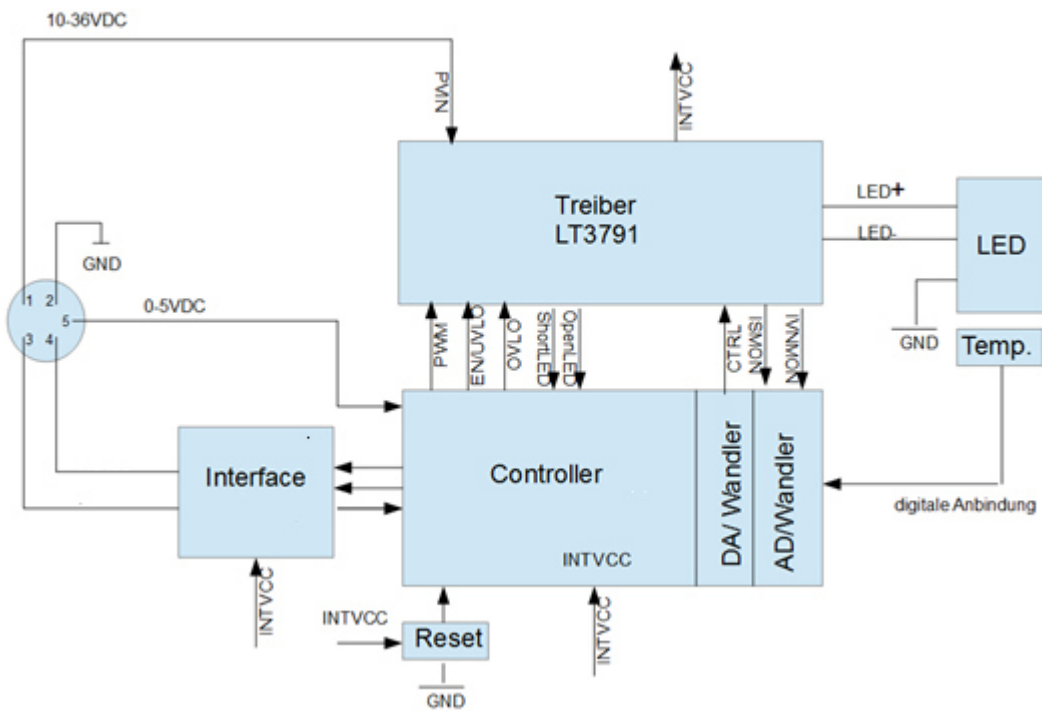 10-36VDC
PVIN
INTVCC
Treiber
LT3791
LED+
LED-
LED
GND
Temp.
GND
1 2
5
3 4
0-5VDC
PWM
EN/UVLO
OVLO
ShortLED
OpenLED
CTRL
ISMON
IVNMON
Interface
Controller
DA/ Wandler
AD/Wandler
digitale Anbindung
INTVCC
INTVCC
INTVCC
Reset
INTVCC
GND